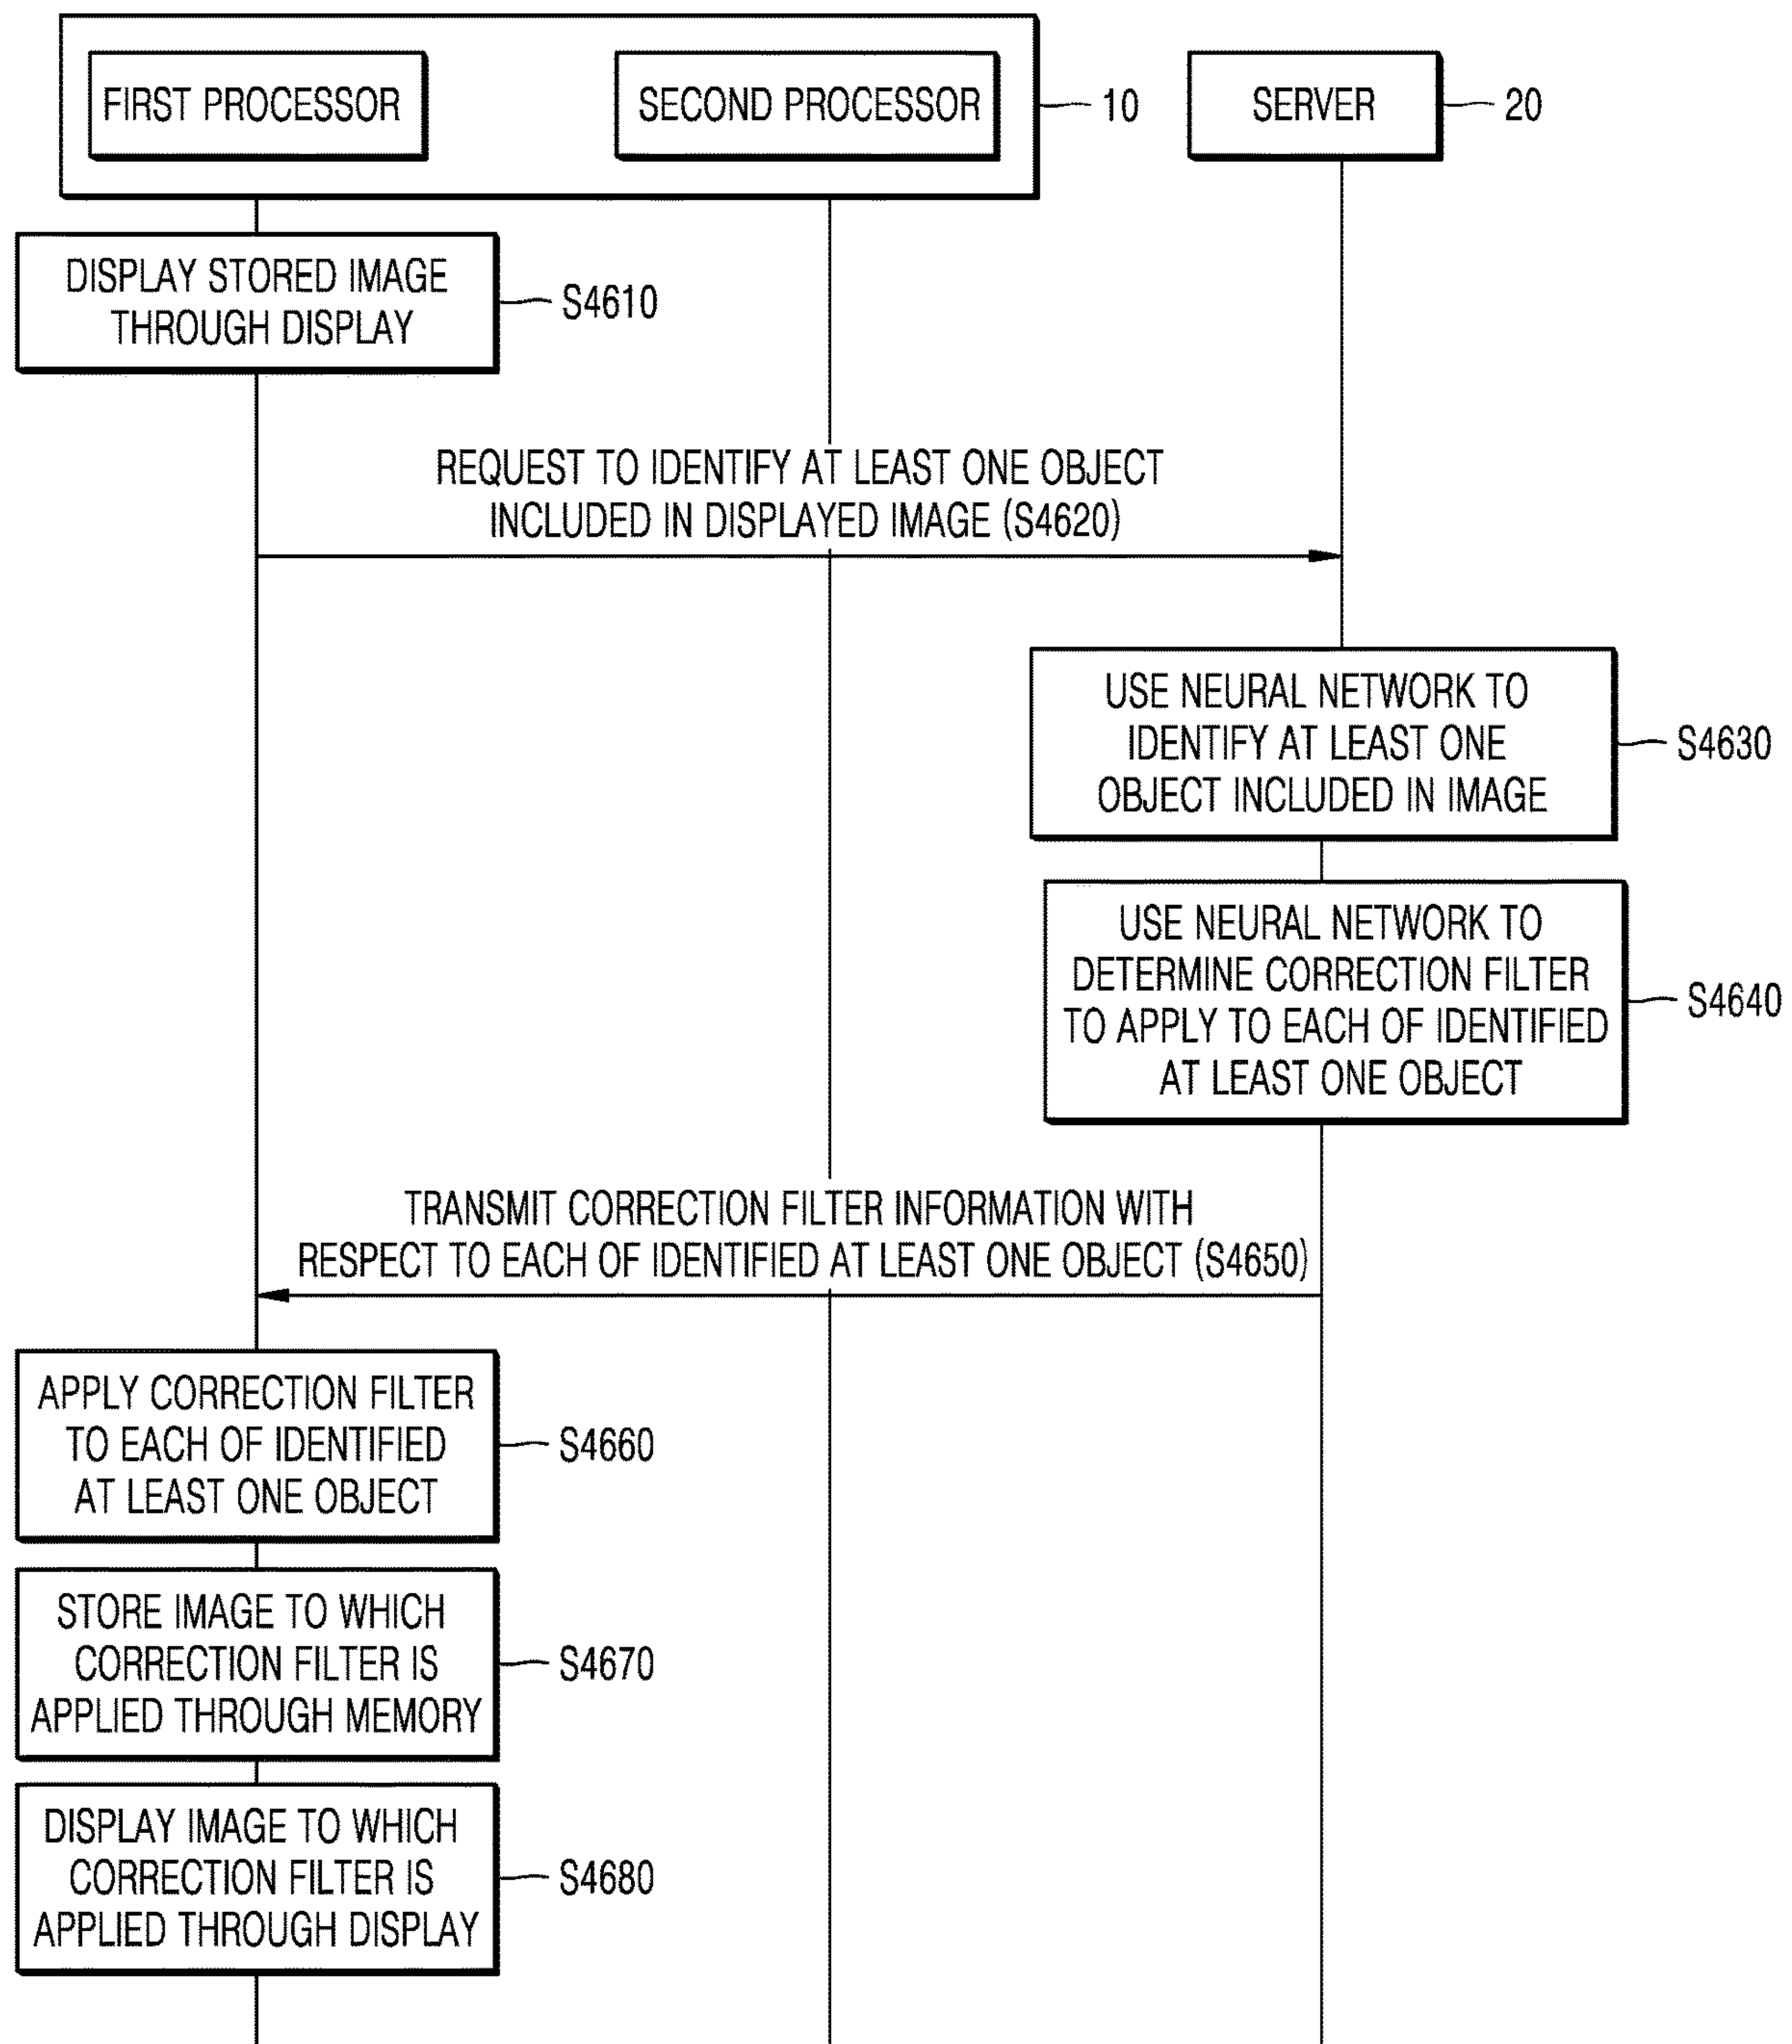 FIRST PROCESSOR
SECOND PROCESSOR
10
SERVER
20
DISPLAY STORED IMAGE
THROUGH DISPLAY
S4610
REQUEST TO IDENTIFY AT LEAST ONE OBJECT
INCLUDED IN DISPLAYED IMAGE (S4620)
USE NEURAL NETWORK TO
IDENTIFY AT LEAST ONE
OBJECT INCLUDED IN IMAGE
S4630
USE NEURAL NETWORK TO
DETERMINE CORRECTION FILTER
TO APPLY TO EACH OF IDENTIFIED
AT LEAST ONE OBJECT
S4640
TRANSMIT CORRECTION FILTER INFORMATION WITH
RESPECT TO EACH OF IDENTIFIED AT LEAST ONE OBJECT (S4650)
APPLY CORRECTION FILTER
TO EACH OF IDENTIFIED
AT LEAST ONE OBJECT
S4660
STORE IMAGE TO WHICH
CORRECTION FILTER IS
APPLIED THROUGH MEMORY
S4670
DISPLAY IMAGE TO WHICH
CORRECTION FILTER IS
APPLIED THROUGH DISPLAY
S4680